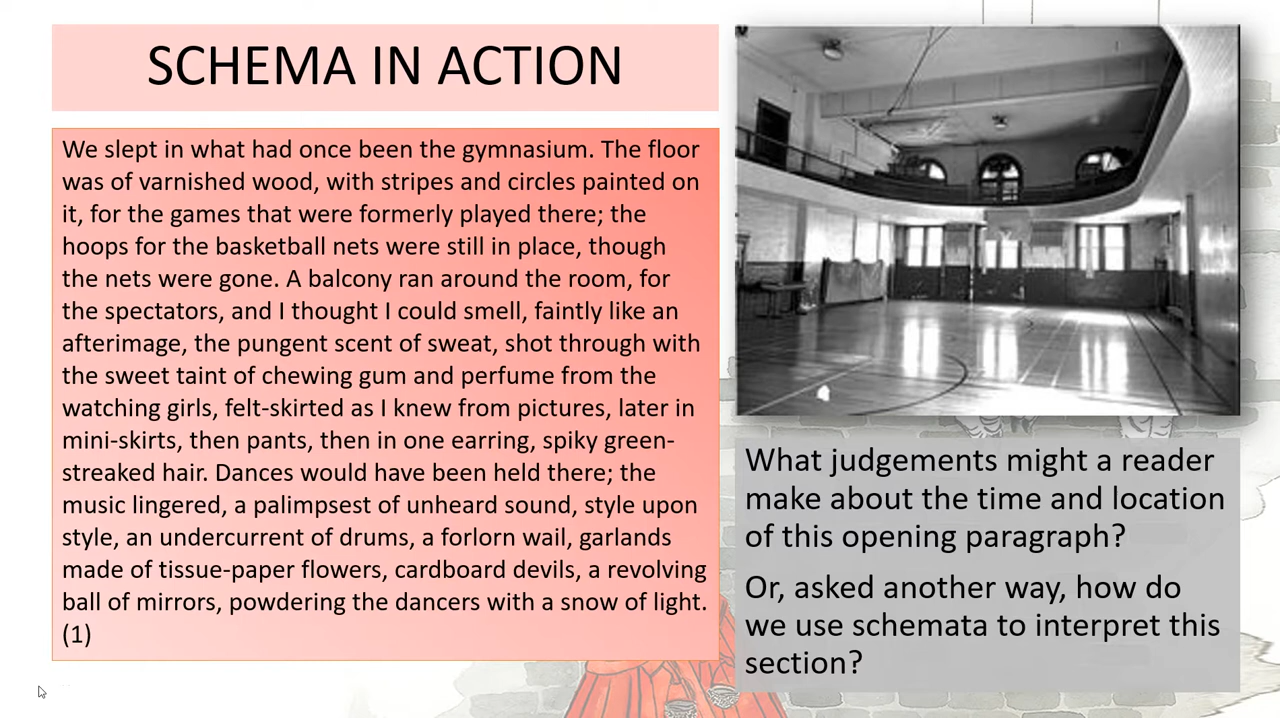 SCHEMA IN ACTION
We slept in what had once been the gymnasium. The floor
was of varnished wood, with stripes and circles painted on
it, for the games that were formerly played there; the
hoops for the basketball nets were still in place, though
the nets were gone. A balcony ran around the room, for
the spectators, and I thought I could smell, faintly like an
afterimage, the pungent scent of sweat, shot through with
the sweet taint of chewing gum and perfume from the
watching girls, felt-skirted as I knew from pictures, later in
mini-skirts, then pants, then in one earring, spiky green-
streaked hair. Dances would have been held there; the
music lingered, a palimpsest of unheard sound, style upon
style, an undercurrent of drums, a forlorn wail, garlands
made of tissue-paper flowers, cardboard devils, a revolving
ball of mirrors, powdering the dancers with a snow of light.
(1)
What judgements might a reader
make about the time and location
of this opening paragraph?
Or, asked another way, how do
we use schemata to interpret this
section?